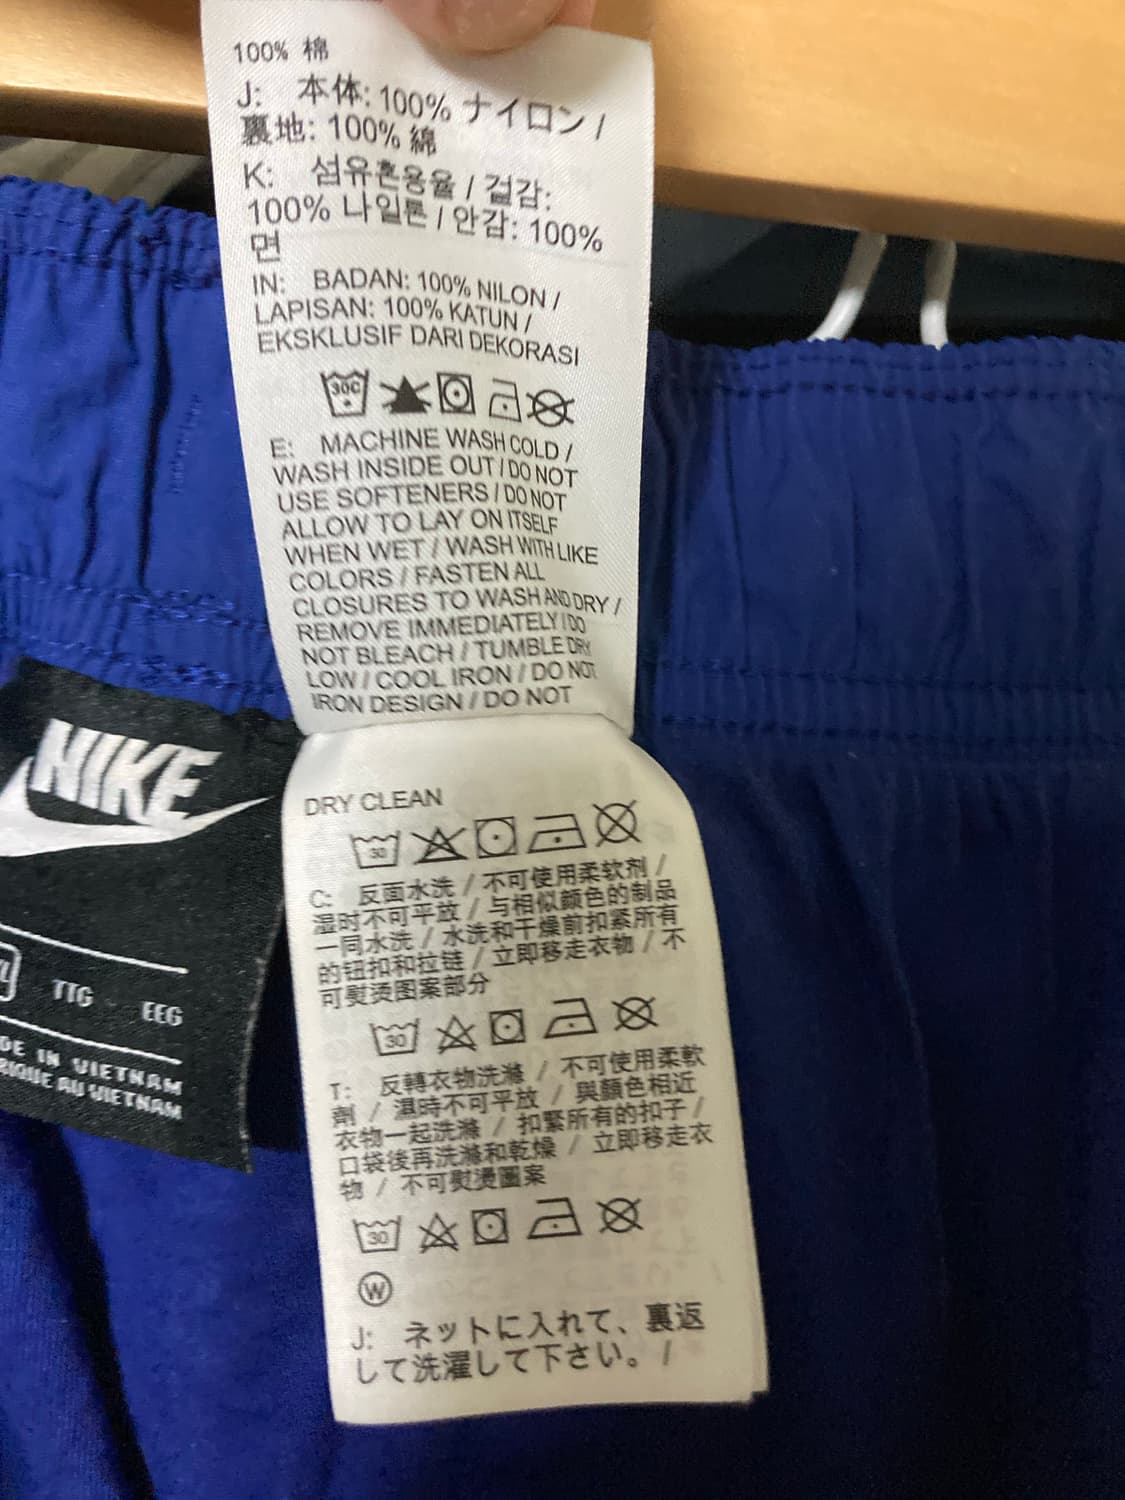 100% 棉
J: 本体: 100% ナイロン /
裏地: 100% 綿
K: 섬유혼용율 / 겉감:
100% 나일론 / 안감: 100%
면
IN: BADAN: 100% NILON /
LAPISAN: 100% KATUN /
EKSKLUSIF DARI DEKORASI
30C
E: MACHINE WASH COLD /
WASH INSIDE OUT / DO NOT
USE SOFTENERS / DO NOT
ALLOW TO LAY ON ITSELF
WHEN WET / WASH WITH LIKE
COLORS / FASTEN ALL
CLOSURES TO WASH AND DRY /
REMOVE IMMEDIATELY / DO
NOT BLEACH / TUMBLE DRY
LOW / COOL IRON / DO NOT
IRON DESIGN / DO NOT
DRY CLEAN
30
C: 反面水洗 / 不可使用柔软剂 /
湿时不可平放 / 与相似颜色的制品
一同水洗 / 水洗和干燥前扣紧所有
的钮扣和拉链 / 立即移走衣物 / 不
可熨烫图案部分
30
T: 反轉衣物洗滌 / 不可使用柔軟
劑 / 濕時不可平放 / 與顏色相近
衣物一起洗滌 / 扣緊所有的扣子 /
口袋後再洗滌和乾燥 / 立即移走衣
物 / 不可熨燙圖案
30
W
J: ネットに入れて、裏返
して洗濯して下さい。 /
NIKE
TTG EEG
DE IN VIETNAM
RIQUE AU VIETNAM